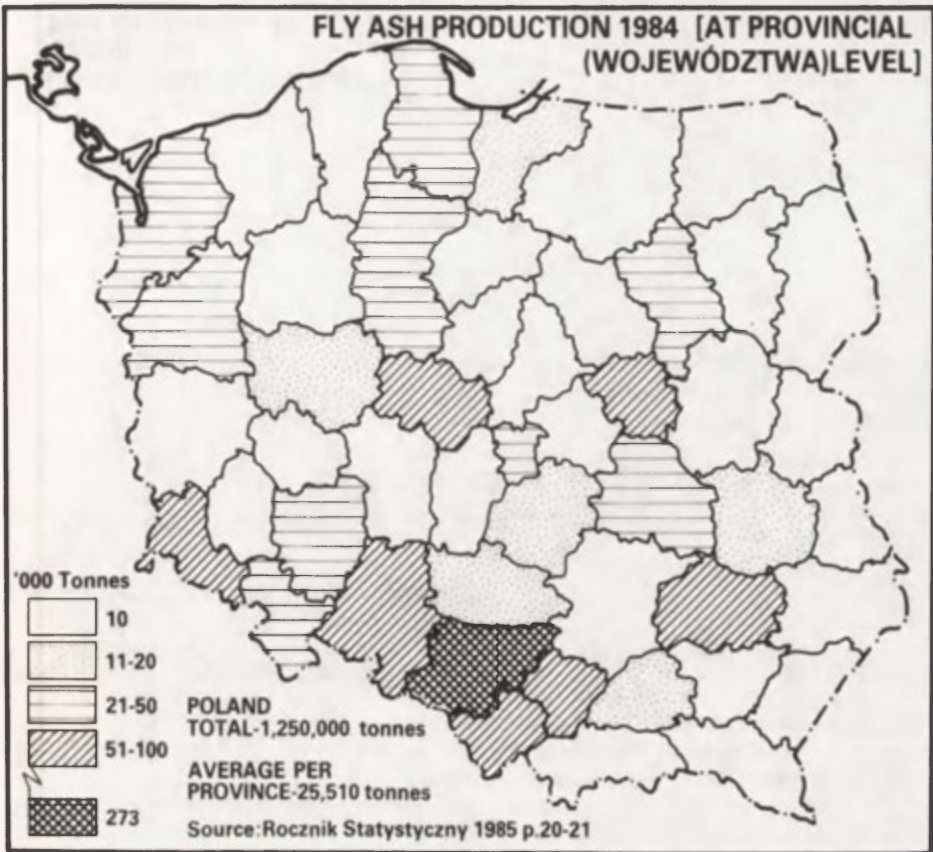 FLY ASH PRODUCTION 1984 [AT PROVINCIAL
(WOJEWÓDZTWA)LEVEL]
'000 Tonnes
10
11-20
21-50
51-100
273
POLAND
TOTAL-1,250,000 tonnes
AVERAGE PER
PROVINCE-25,510 tonnes
Source:Rocznik Statystyczny 1985 p.20-21